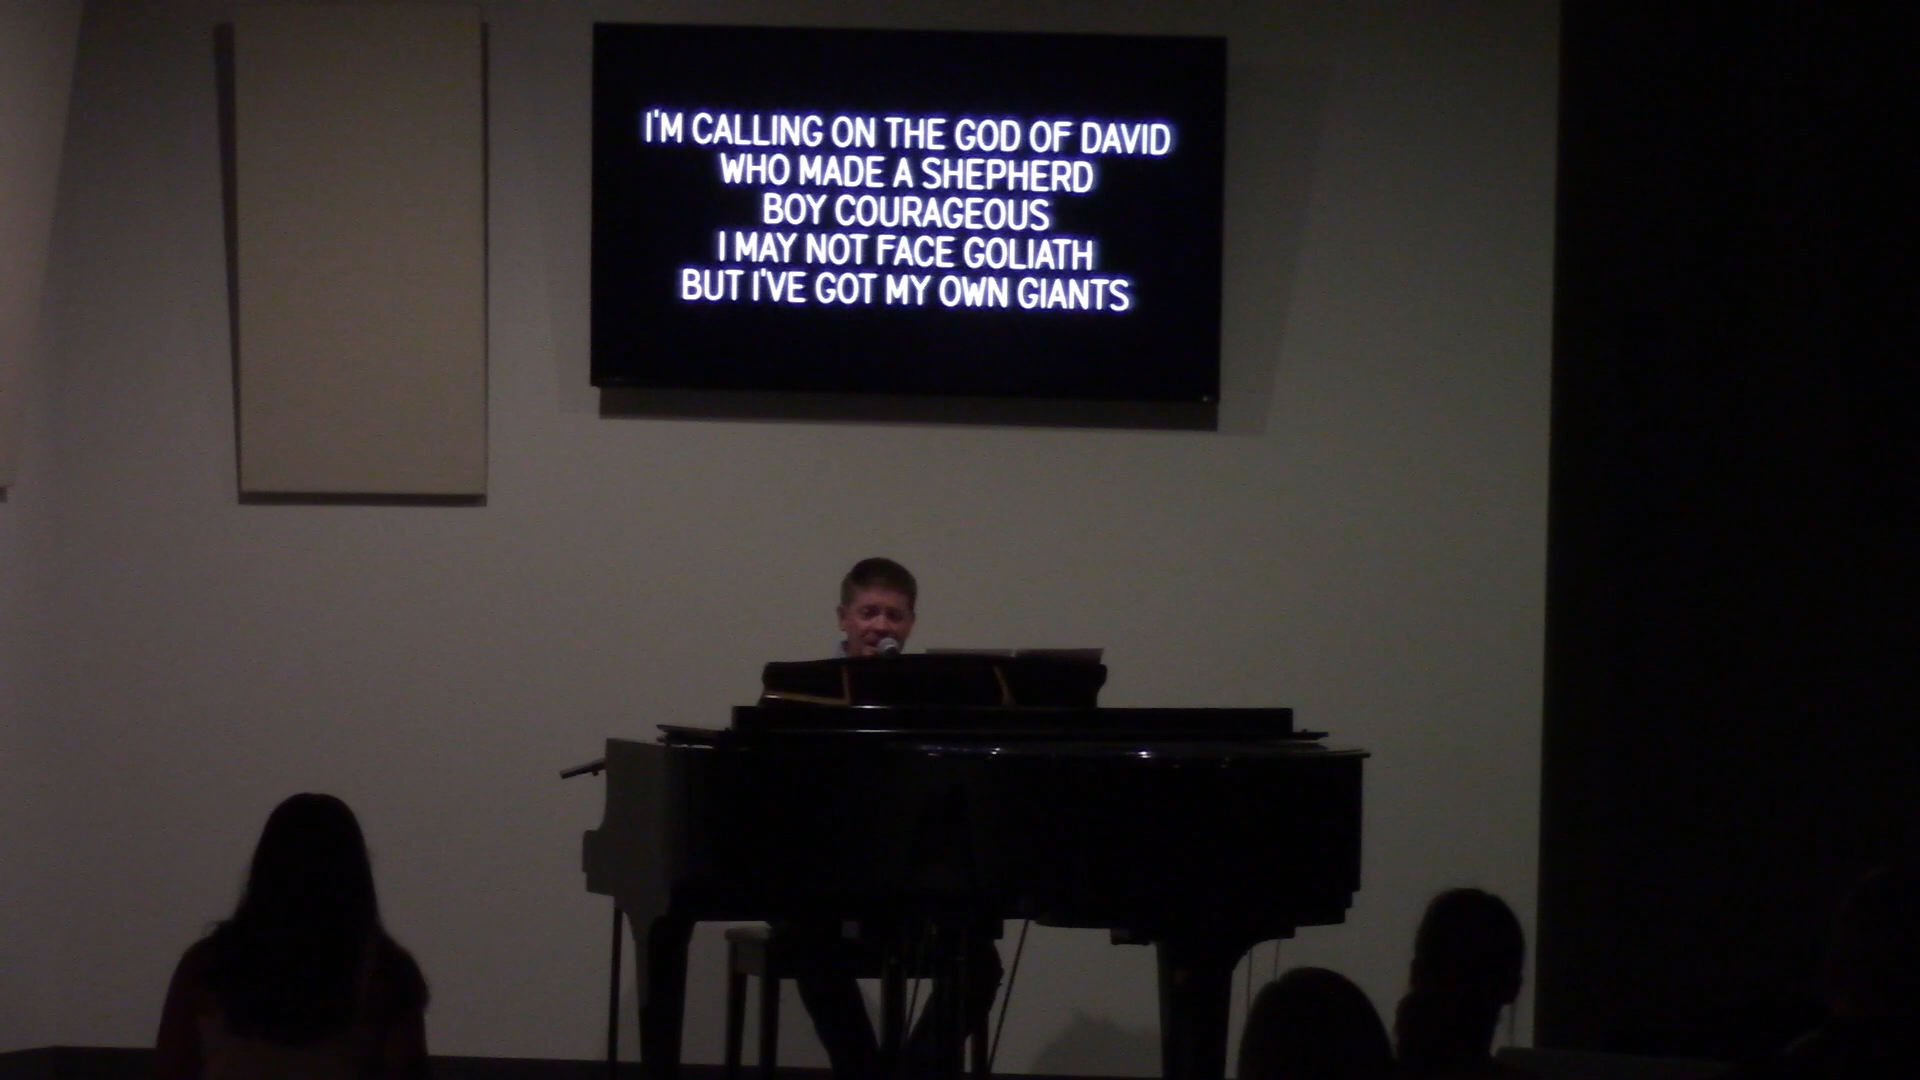 I'M CALLING ON THE GOD OF DAVID
WHO MADE A SHEPHERD
BOY COURAGEOUS
I MAY NOT FACE GOLIATH
BUT I'VE GOT MY OWN GIANTS